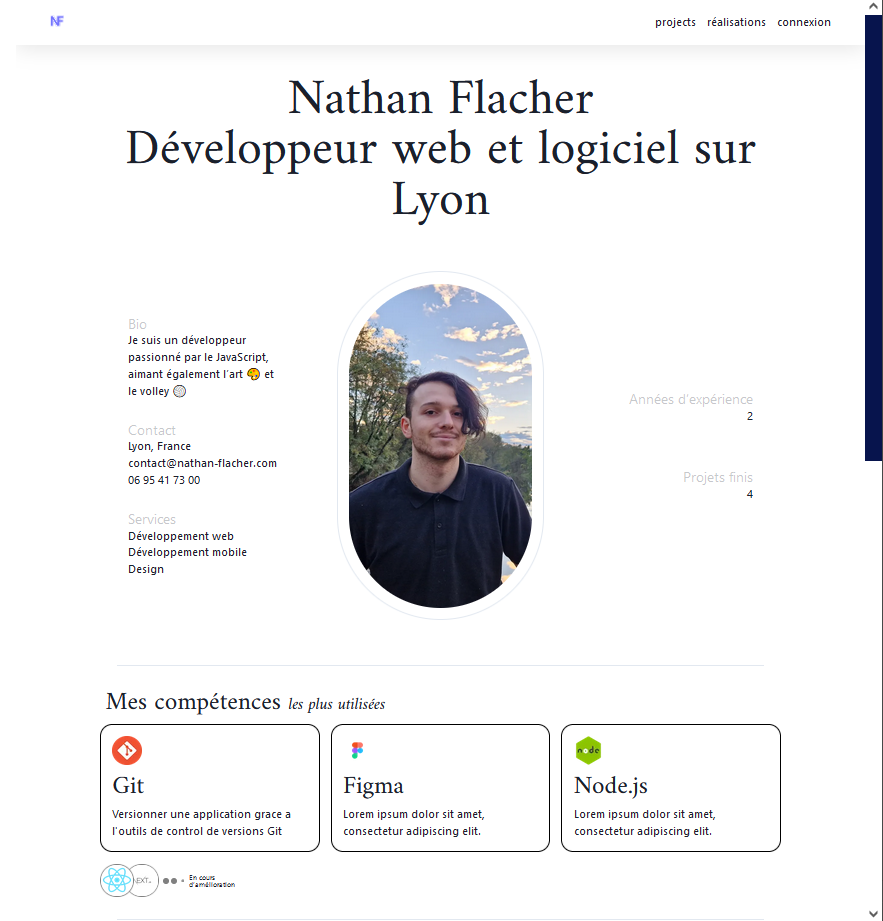 NF
projects réalisations connexion
Nathan Flacher
Développeur web et logiciel sur
Lyon
Bio
Je suis un développeur
passionné par le JavaScript,
aimant également l'art 🎨 et
le volley 🏐
Contact
Lyon, France
contact@nathan-flacher.com
06 95 41 73 00
Services
Développement web
Développement mobile
Design
Années d'expérience
2
Projets finis
4
Mes compétences les plus utilisées
Git
Versionner une application grace a
l'outils de control de versions Git
Figma
Lorem ipsum dolor sit amet,
consectetur adipiscing elit.
node
Node.js
Lorem ipsum dolor sit amet,
consectetur adipiscing elit.
NEXT.
En cours
d'amélioration